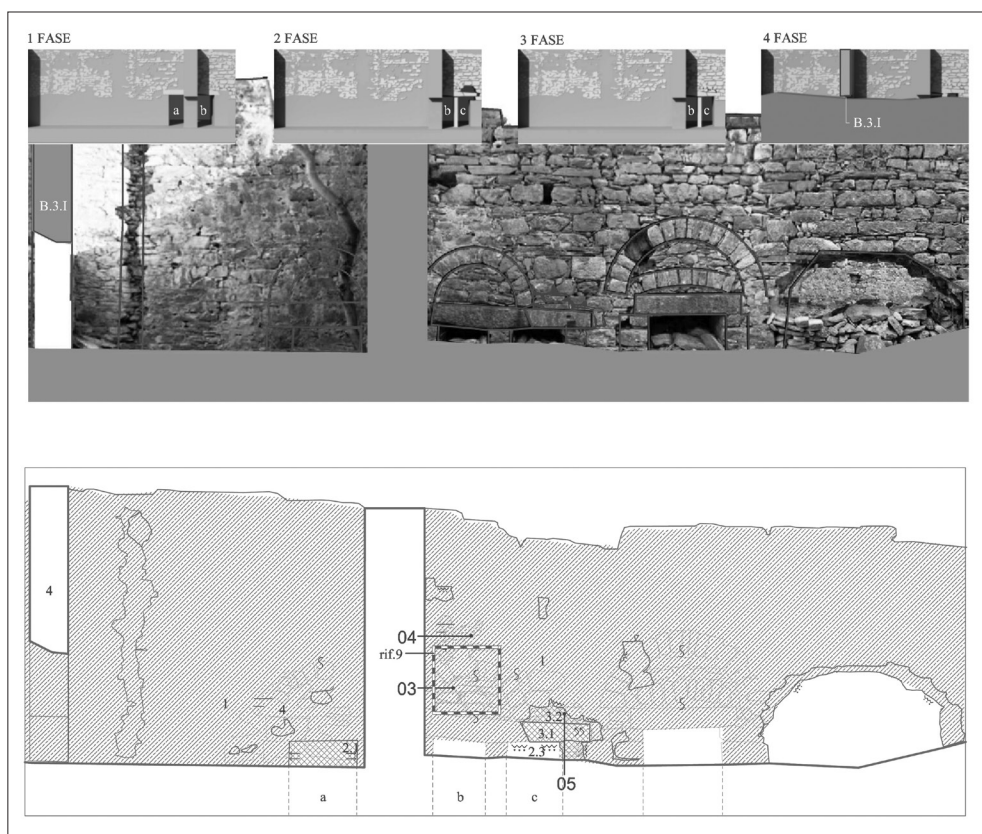 1 FASE
2 FASE
3 FASE
4 FASE
a b
b c
b c
B.3.I
B.3.I
4
04
rif.9
03
S
S
S
S
S
S
1
1
4
2.1
3.2
3.1
2.3
05
a
b
c